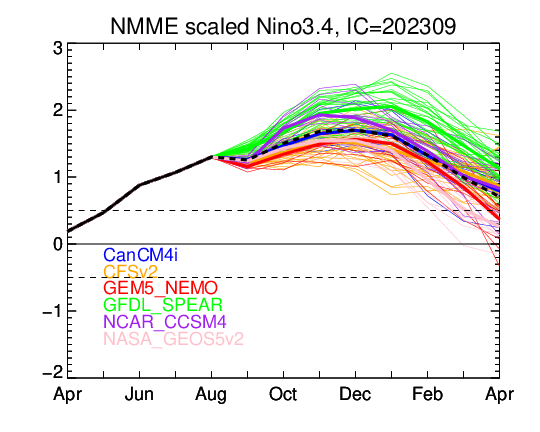 NMME scaled Nino3.4, IC=202309
3
2
1
0
CanCM4i
CFSv2
GEM5_NEMO
GFDL_SPEAR
-1
NCAR_CCSM4
NASA_GEOS5v2
-2
Apr Jun Aug Oct Dec Feb Apr